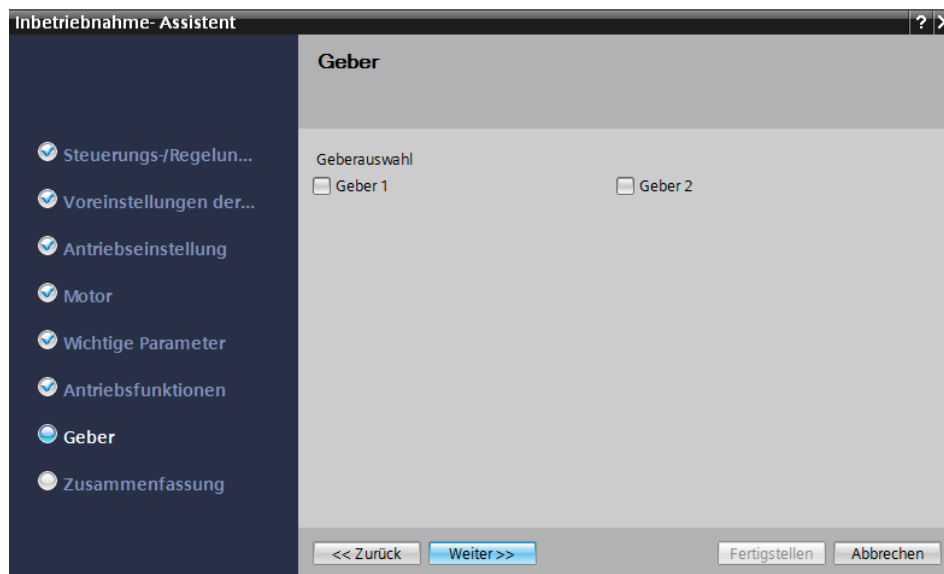 Inbetriebnahme- Assistent ? X
Geber
Steuerungs-/Regelun...
Voreinstellungen der...
Antriebseinstellung
Motor
Wichtige Parameter
Antriebsfunktionen
Geber
Zusammenfassung
Geberauswahl
Geber 1 Geber 2
<< Zurück Weiter >> Fertigstellen Abbrechen